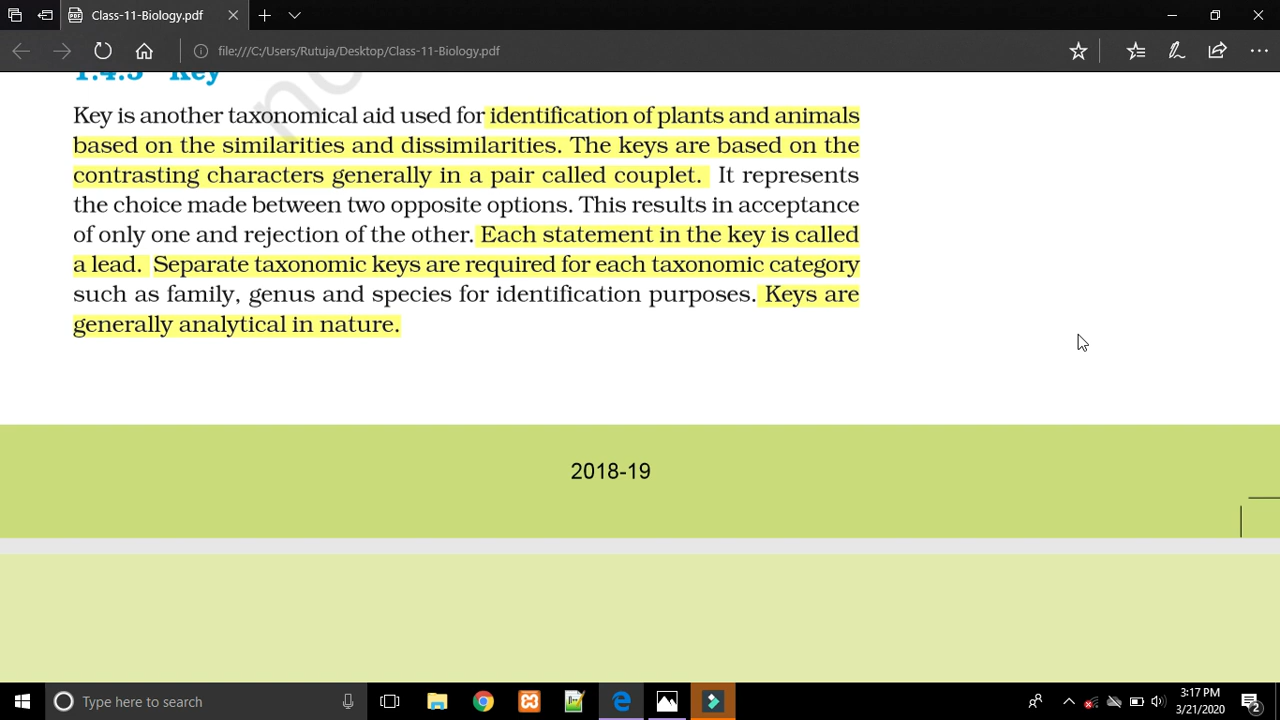 Class-11-Biology.pdf
file:///C:/Users/Rutuja/Desktop/Class-11-Biology.pdf
1.4.3 Key
Key is another taxonomical aid used for identification of plants and animals
based on the similarities and dissimilarities. The keys are based on the
contrasting characters generally in a pair called couplet. It represents
the choice made between two opposite options. This results in acceptance
of only one and rejection of the other. Each statement in the key is called
a lead. Separate taxonomic keys are required for each taxonomic category
such as family, genus and species for identification purposes. Keys are
generally analytical in nature.
2018-19
Type here to search
3:17 PM
3/21/2020
2